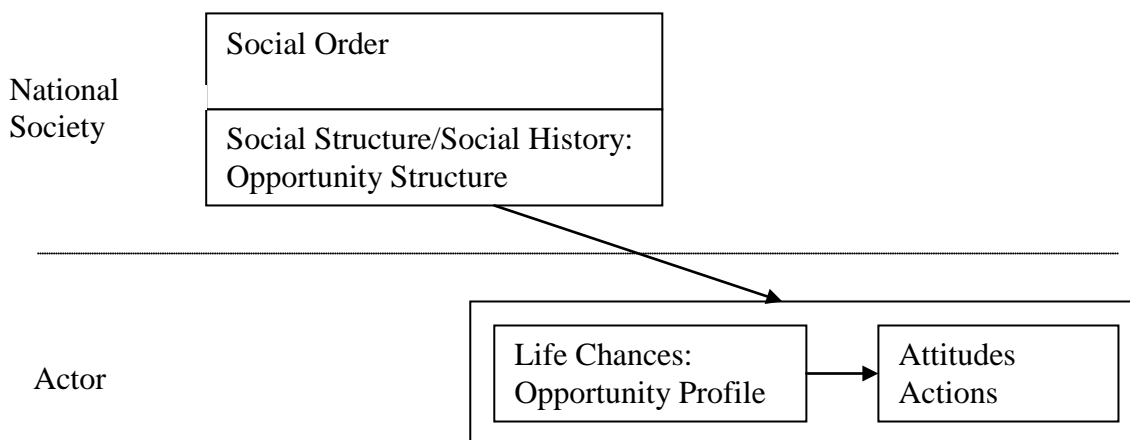 Social Order
National
Society
Social Structure/Social History:
Opportunity Structure
Life Chances:
Opportunity Profile
Attitudes
Actions
Actor